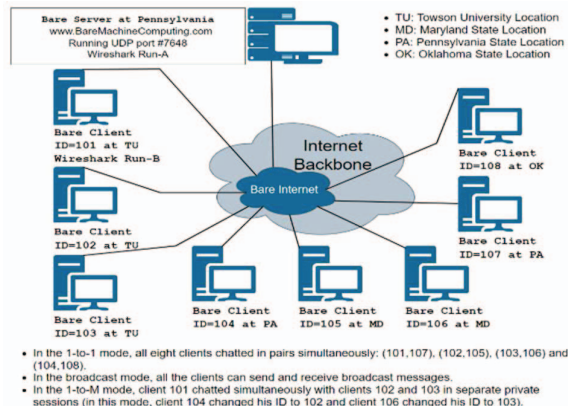 Bare Server at Pennsylvania
www.BareMachineComputing.com
Running UDP port #7648
Wireshark Run-A
• TU: Towson University Location
• MD: Maryland State Location
• PA: Pennsylvania State Location
• OK: Oklahoma State Location
Bare Client
ID=101 at TU
Wireshark Run-B
Internet
Backbone
Bare Internet
Bare Client
ID=108 at OK
Bare Client
ID=102 at TU
Bare Client
ID=107 at PA
Bare Client
ID=103 at TU
Bare Client
ID=104 at PA
Bare Client
ID=105 at MD
Bare Client
ID=106 at MD
• In the 1-to-1 mode, all eight clients chatted in pairs simultaneously: (101,107), (102,105), (103,106) and
(104,108).
• In the broadcast mode, all the clients can send and receive broadcast messages.
• In the 1-to-M mode, client 101 chatted simultaneously with clients 102 and 103 in separate private
sessions (in this mode, client 104 changed his ID to 102 and client 106 changed his ID to 103).